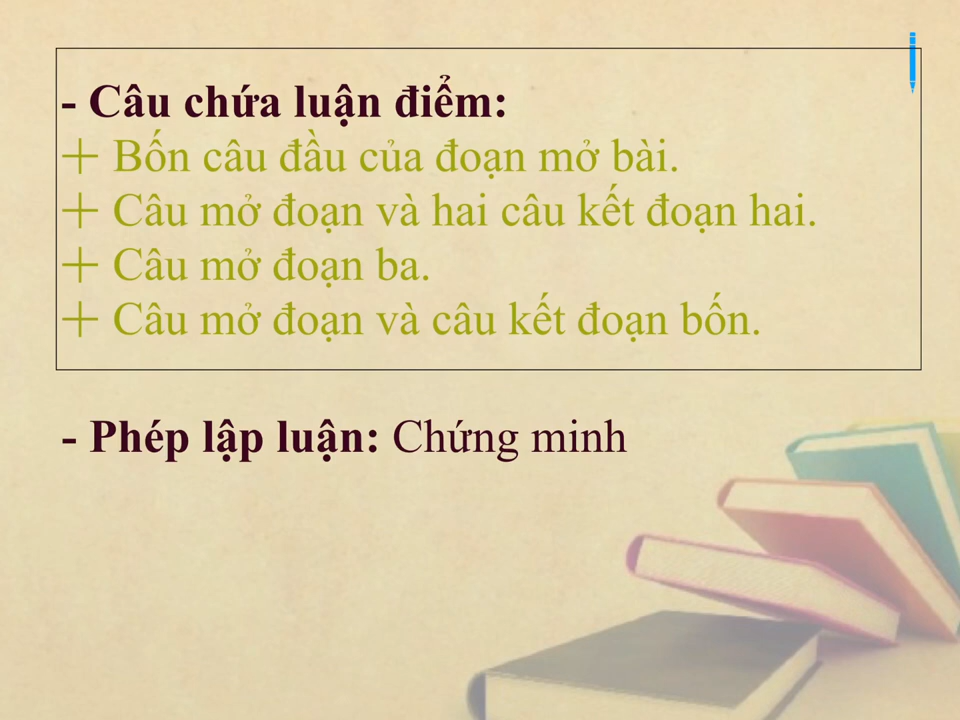 - Câu chứa luận điểm:
+ Bốn câu đầu của đoạn mở bài.
+ Câu mở đoạn và hai câu kết đoạn hai.
+ Câu mở đoạn ba.
+ Câu mở đoạn và câu kết đoạn bốn.
- Phép lập luận: Chứng minh